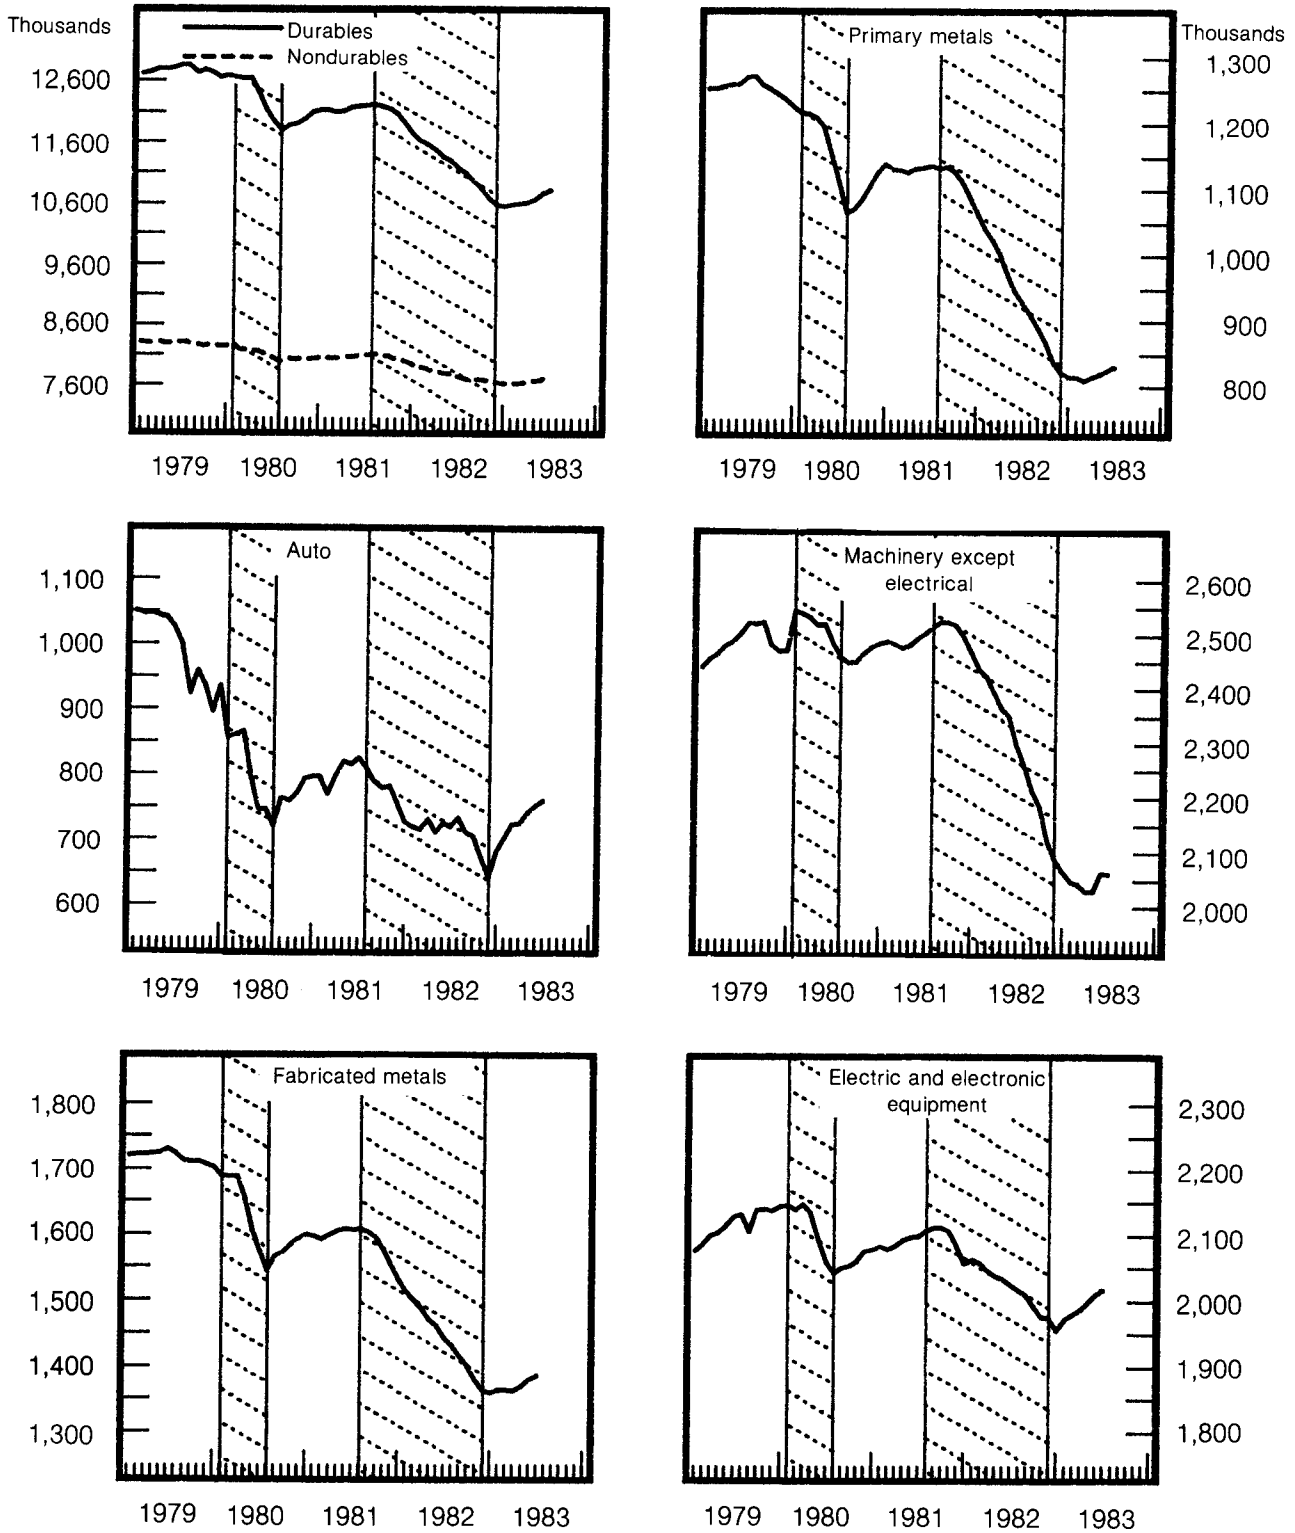 Thousands
Durables
Nondurables
12,600
11,600
10,600
9,600
8,600
7,600
1979 1980 1981 1982 1983
Thousands
Primary metals
1,300
1,200
1,100
1,000
900
800
1979 1980 1981 1982 1983
Auto
1,100
1,000
900
800
700
600
1979 1980 1981 1982 1983
Machinery except
electrical
2,600
2,500
2,400
2,300
2,200
2,100
2,000
1979 1980 1981 1982 1983
Fabricated metals
1,800
1,700
1,600
1,500
1,400
1,300
1979 1980 1981 1982 1983
Electric and electronic
equipment
2,300
2,200
2,100
2,000
1,900
1,800
1979 1980 1981 1982 1983